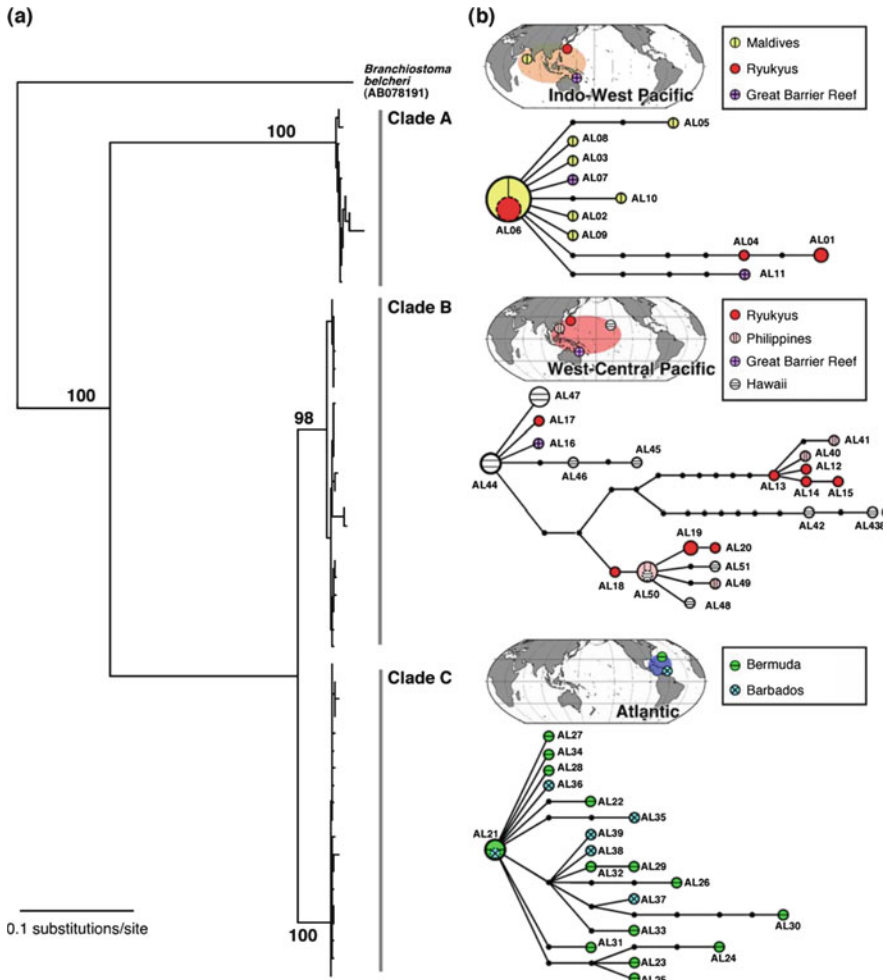 (a)
Branchiostoma
belcheri
(AB078191)
100
Clade A
100
Clade B
98
Clade C
100
0.1 substitutions/site
(b)
Indo-West Pacific
Maldives
Ryukyus
Great Barrier Reef
AL05
AL08
AL03
AL07
AL10
AL06
AL02
AL09
AL04
AL01
AL11
West-Central Pacific
Ryukyus
Philippines
Great Barrier Reef
Hawaii
AL47
AL17
AL16
AL45
AL44
AL46
AL41
AL40
AL12
AL13
AL14
AL15
AL42
AL438
AL19
AL20
AL18
AL51
AL50
AL49
AL48
Atlantic
Bermuda
Barbados
AL27
AL34
AL28
AL36
AL22
AL35
AL21
AL39
AL38
AL29
AL32
AL26
AL37
AL30
AL33
AL31
AL24
AL23
AL25